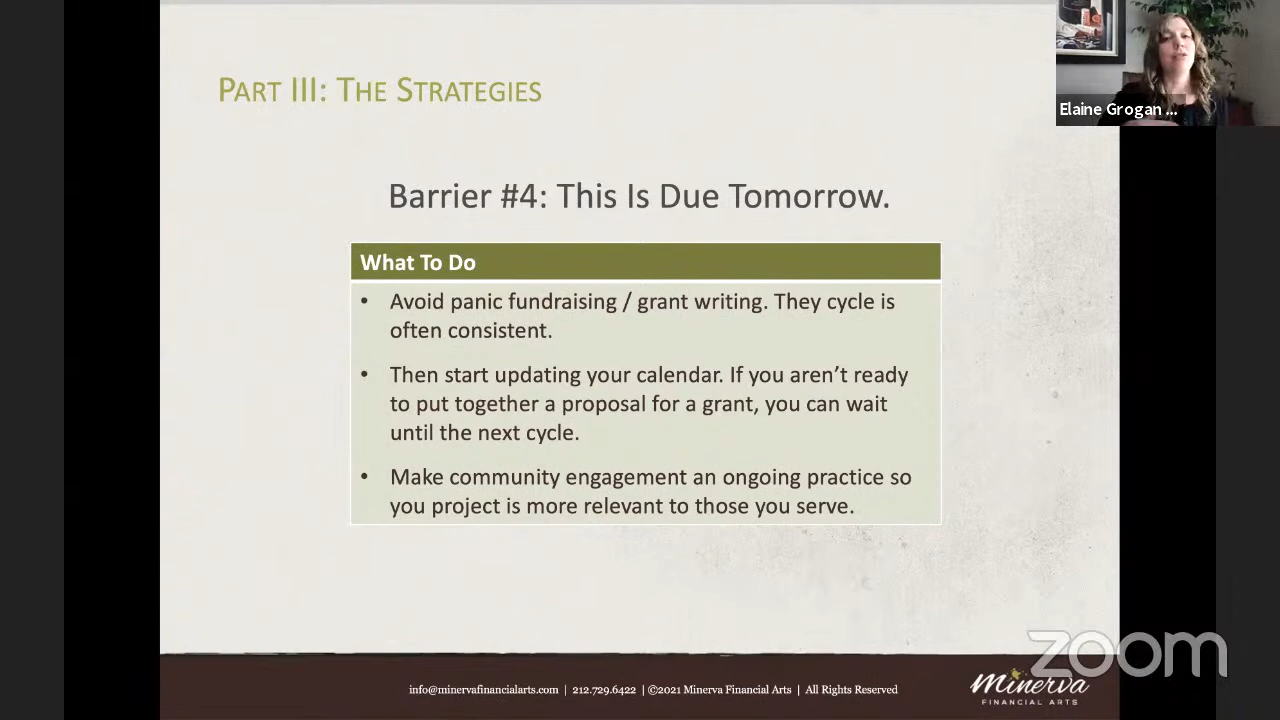 Elaine Grogan ...
PART III: THE STRATEGIES
Barrier #4: This Is Due Tomorrow.
What To Do
• Avoid panic fundraising / grant writing. They cycle is
often consistent.
• Then start updating your calendar. If you aren’t ready
to put together a proposal for a grant, you can wait
until the next cycle.
• Make community engagement an ongoing practice so
you project is more relevant to those you serve.
zoom
info@minervafinancialarts.com | 212.729.6422 | ©2021 Minerva Financial Arts | All Rights Reserved
Minerva
FINANCIAL ARTS